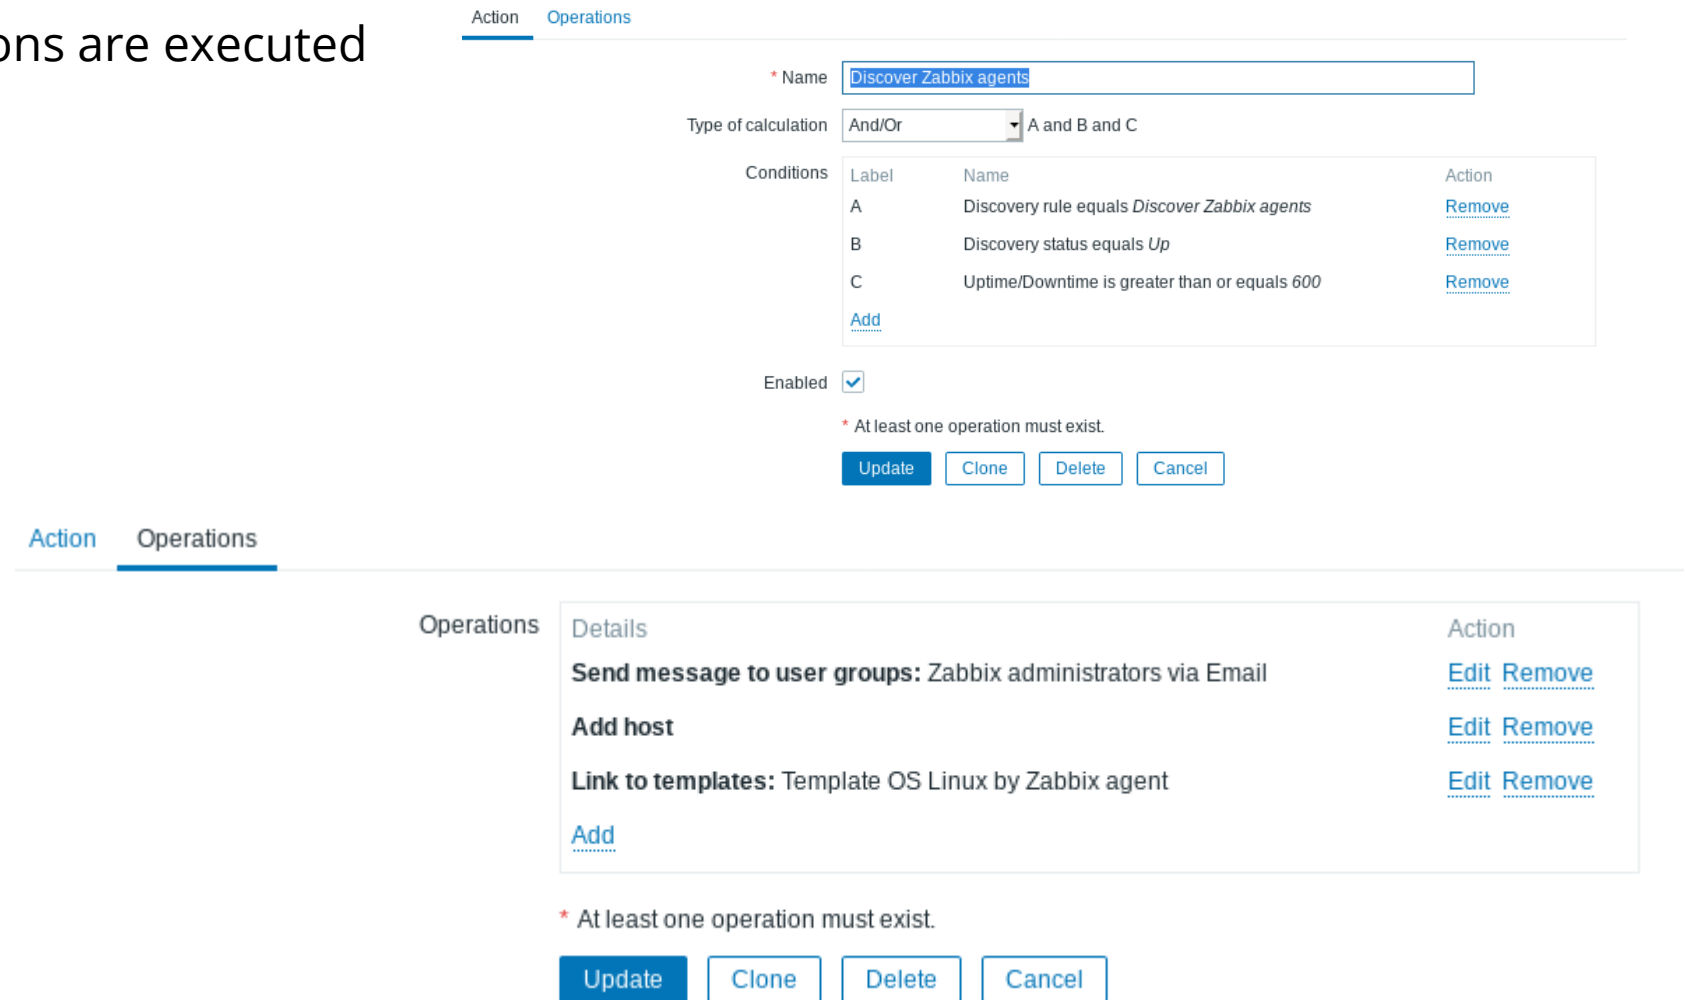 ons are executed
Action Operations
* Name Discover Zabbix agents
Type of calculation And/Or A and B and C
Conditions Label Name Action
A Discovery rule equals Discover Zabbix agents Remove
B Discovery status equals Up Remove
C Uptime/Downtime is greater than or equals 600 Remove
Add
Enabled
* At least one operation must exist.
Update Clone Delete Cancel
Action Operations
Operations Details Action
Send message to user groups: Zabbix administrators via Email Edit Remove
Add host Edit Remove
Link to templates: Template OS Linux by Zabbix agent Edit Remove
Add
* At least one operation must exist.
Update Clone Delete Cancel